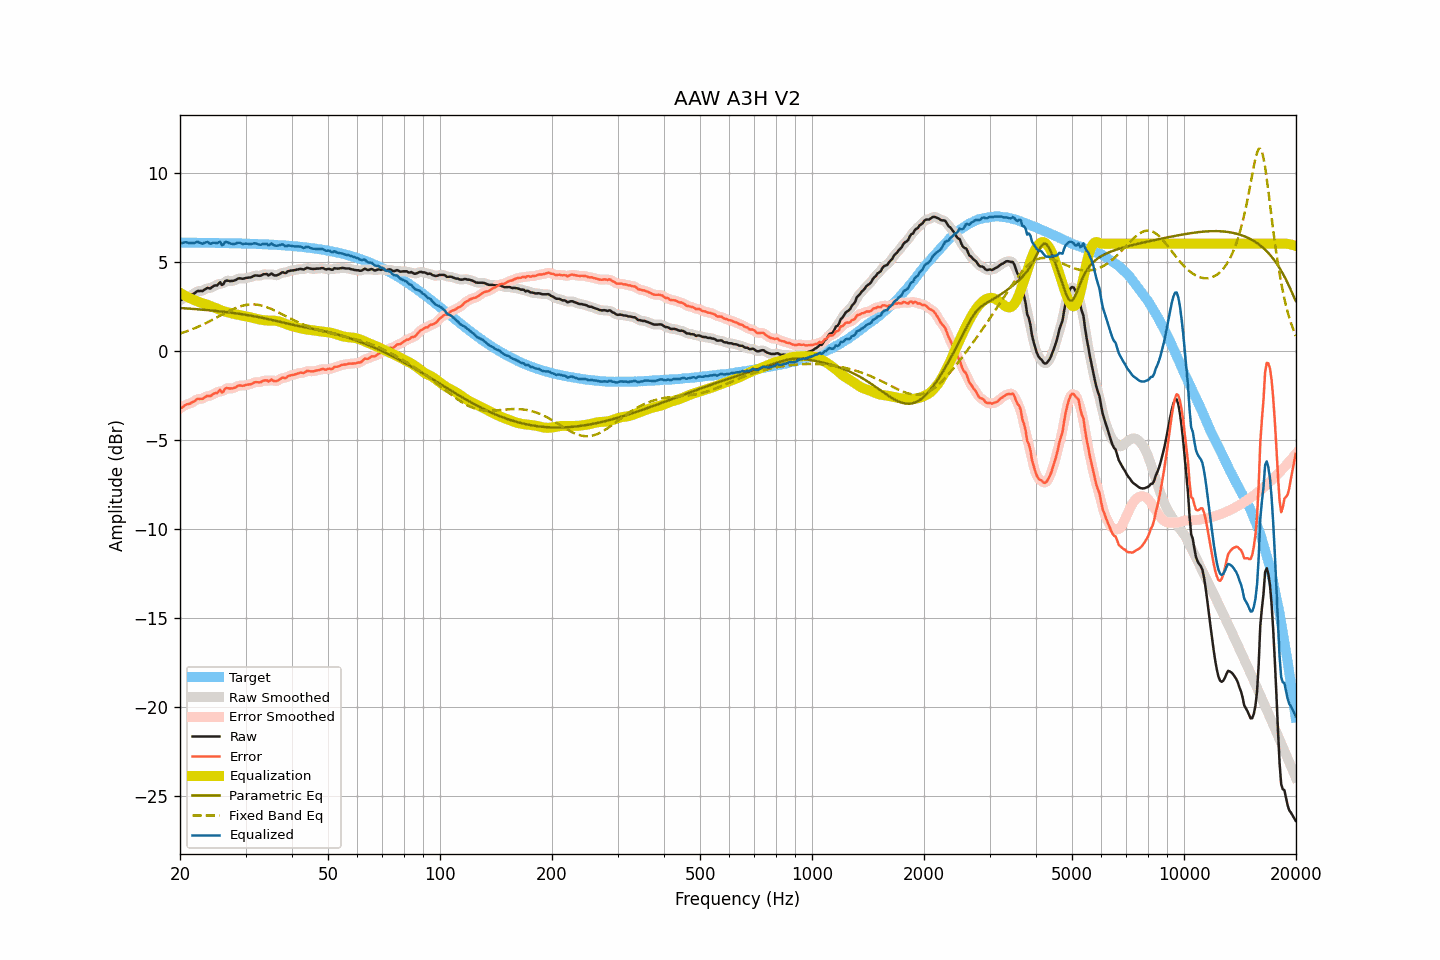 AAW A3H V2
Amplitude (dBr)
10
5
0
−5
−10
−15
−20
−25
Target
Raw Smoothed
Error Smoothed
Raw
Error
Equalization
Parametric Eq
Fixed Band Eq
Equalized
20 50 100 200 500 1000 2000 5000 10000 20000
Frequency (Hz)